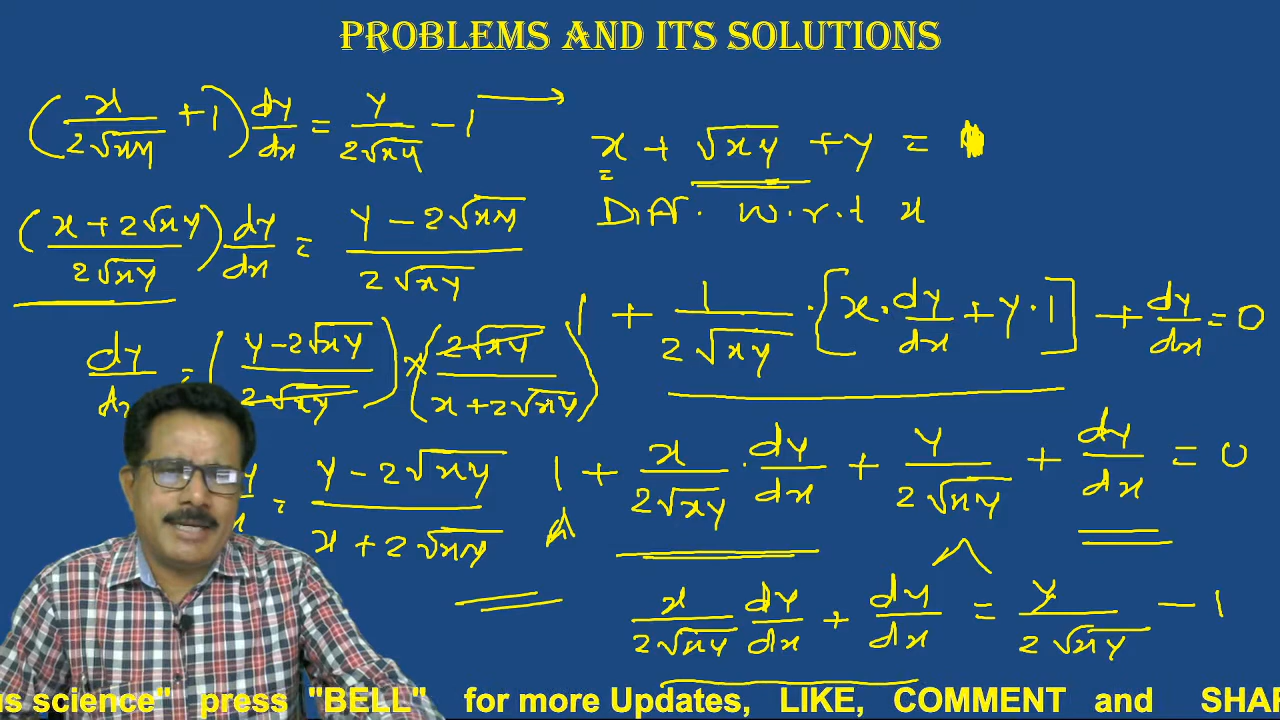 PROBLEMS AND ITS SOLUTIONS
x + √xy + y =
Diff. w.r.t x
1 + 1/(2√xy) · [x · dy/dx + y · 1] + dy/dx = 0
1 + x/(2√xy) · dy/dx + y/(2√xy) + dy/dx = 0
x/(2√xy) dy/dx + dy/dx = y/(2√xy) - 1
(x/(2√xy) + 1) dy/dx = y/(2√xy) - 1
((x + 2√xy)/(2√xy)) dy/dx = (y - 2√xy)/(2√xy)
dy/dx = ((y - 2√xy)/(2√xy)) × ((2√xy)/(x + 2√xy))
= (y - 2√xy)/(x + 2√xy)
science" press "BELL" for more Updates, LIKE, COMMENT and